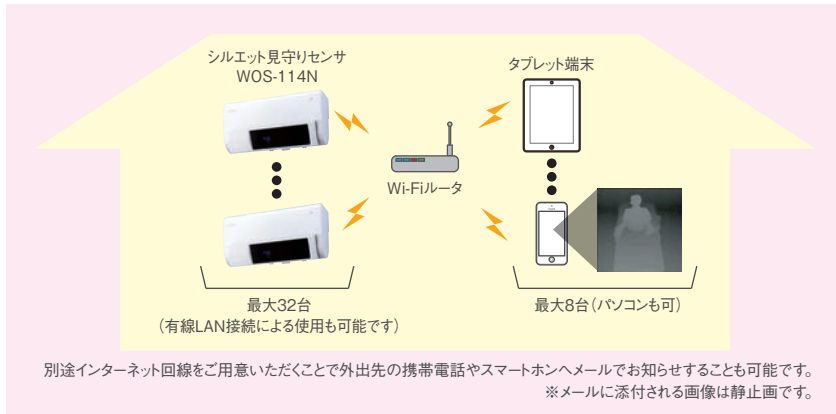 シルエット見守りセンサ
WOS-114N
タブレット端末
Wi-Fiルータ
最大32台
（有線LAN接続による使用も可能です）
最大8台（パソコンも可）
別途インターネット回線をご用意いただくことで外出先の携帯電話やスマートホンへメールでお知らせすることも可能です。
※メールに添付される画像は静止画です。